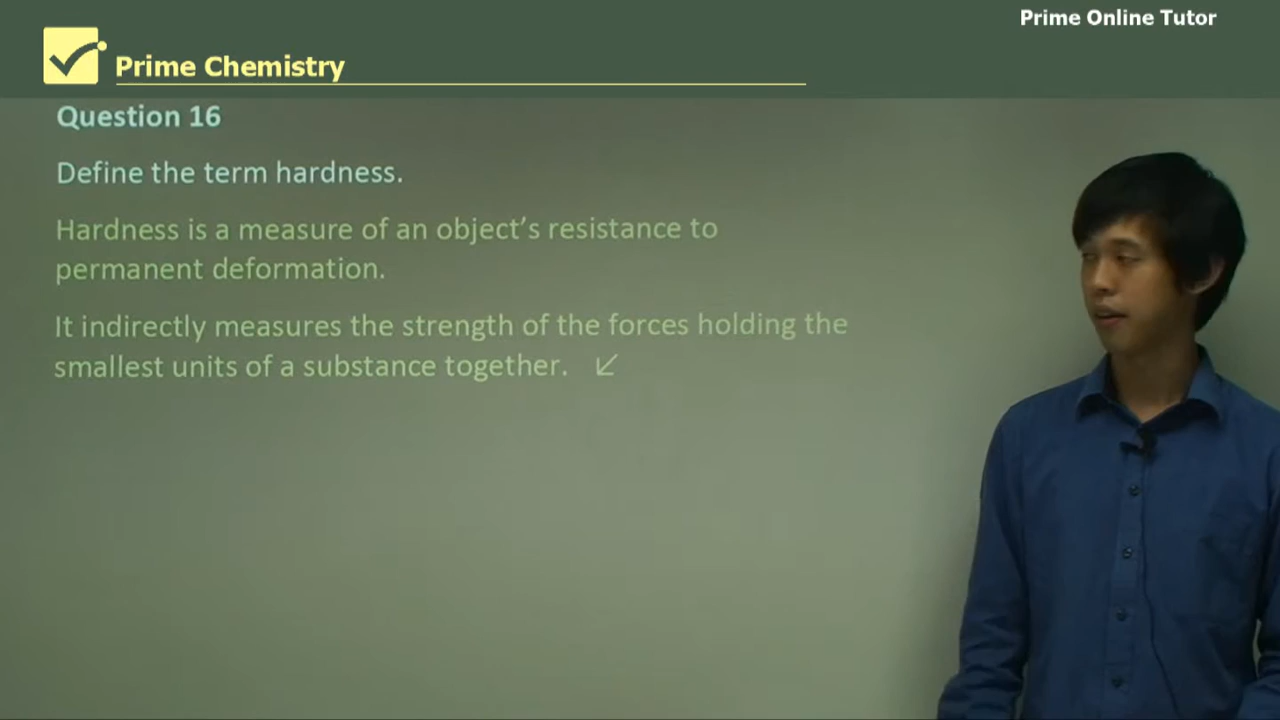 Prime Online Tutor
Prime Chemistry
Question 16
Define the term hardness.
Hardness is a measure of an object’s resistance to
permanent deformation.
It indirectly measures the strength of the forces holding the
smallest units of a substance together.